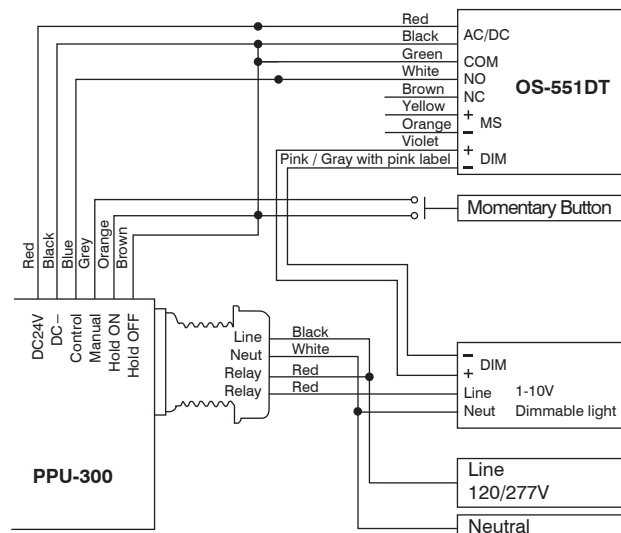 Red
Black
Green
White
Brown
Yellow
Orange
Violet
Pink / Gray with pink label
AC/DC
COM
NO
NC
+ MS
−
+ DIM
−
OS-551DT
Momentary Button
Red
Black
Blue
Grey
Orange
Brown
DC24V
DC −
Control
Manual
Hold ON
Hold OFF
PPU-300
Line
Neut
Relay
Relay
Black
White
Red
Red
− DIM
+
Line 1-10V
Neut Dimmable light
Line
120/277V
Neutral